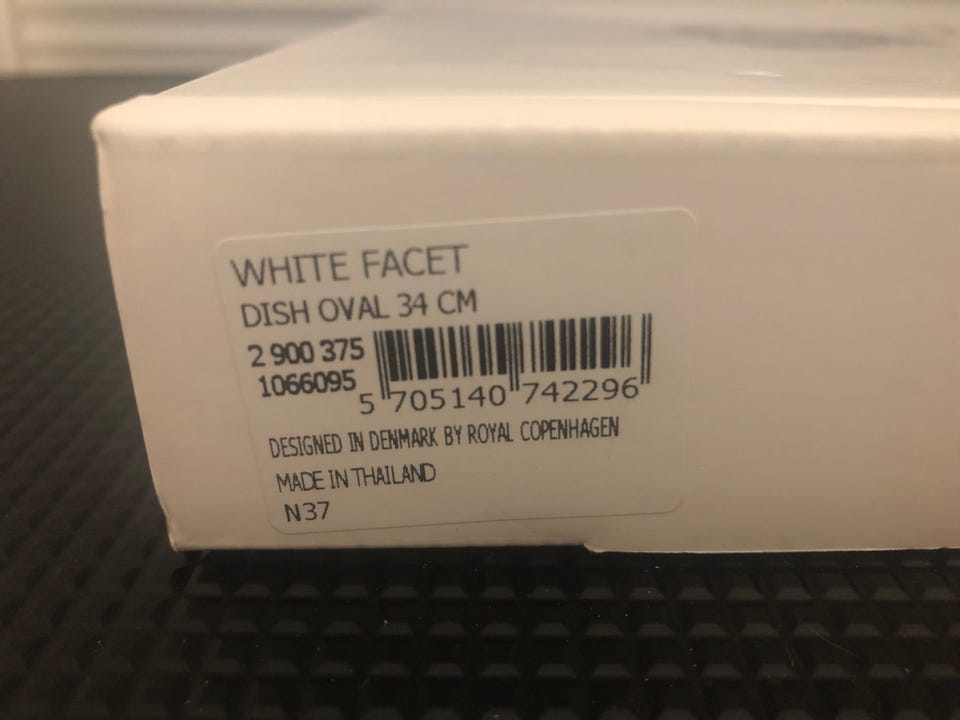 WHITE FACET
DISH OVAL 34 CM
2 900 375
1066095
5 705140 742296
DESIGNED IN DENMARK BY ROYAL COPENHAGEN
MADE IN THAILAND
N37